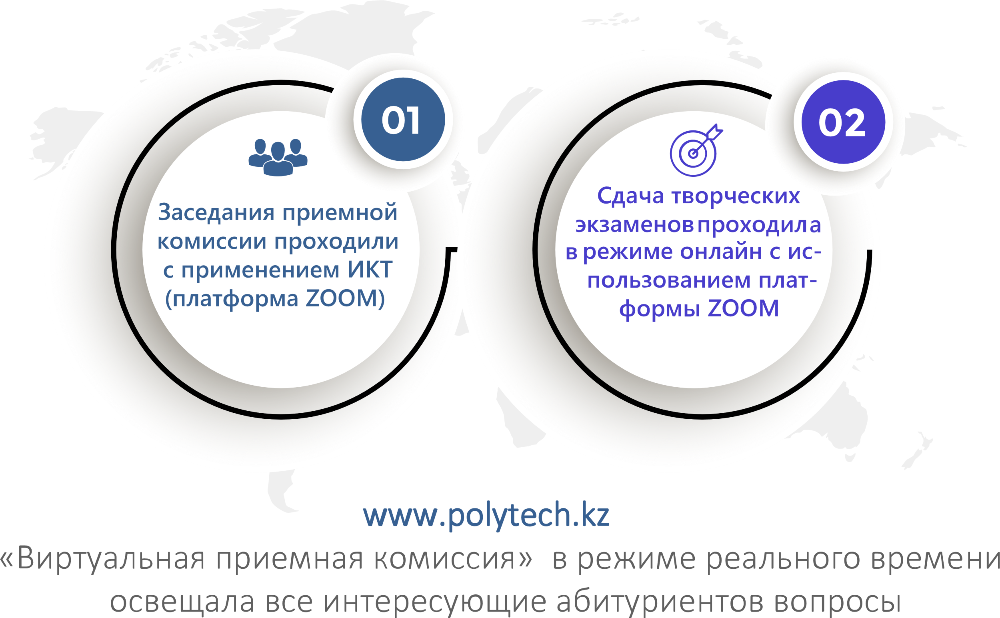 01
Заседания приемной
комиссии проходили
с применением ИКТ
(платформа ZOOM)
02
Сдача творческих
экзаменов проходила
в режиме онлайн с ис-
пользованием плат-
формы ZOOM
www.polytech.kz
«Виртуальная приемная комиссия» в режиме реального времени
освещала все интересующие абитуриентов вопросы